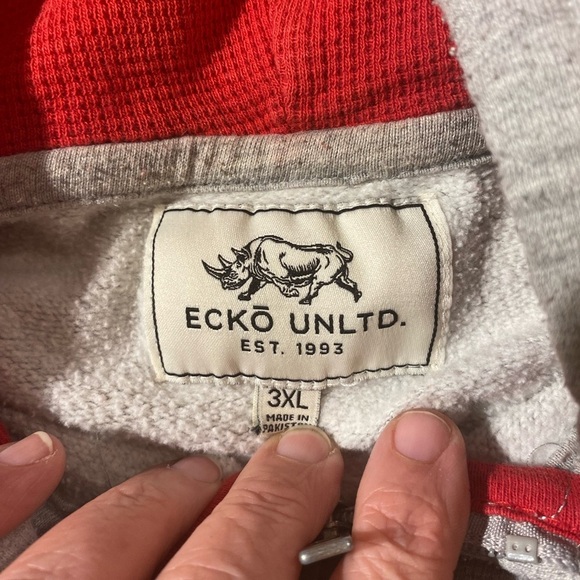 ECKŌ UNLTD.
EST. 1993
3XL
MADE IN
PAKISTAN